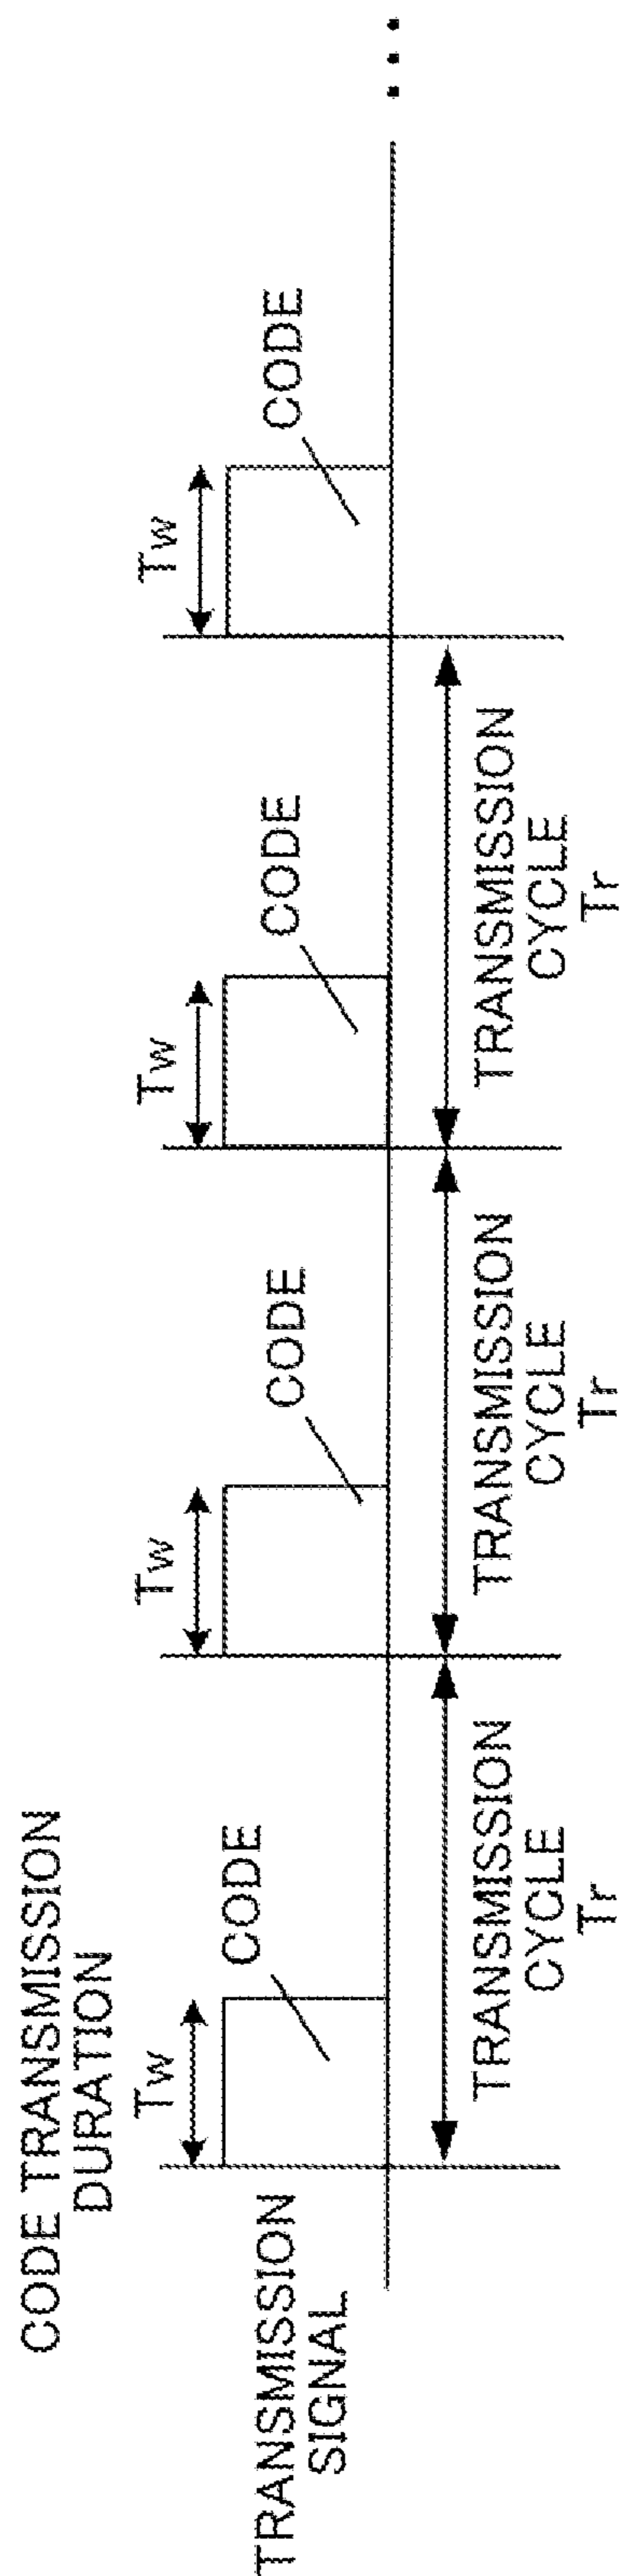 CODE TRANSMISSION
DURATION
Tw
Tw
Tw
Tw
TRANSMISSION
SIGNAL
CODE
CODE
CODE
CODE
TRANSMISSION
CYCLE
Tr
TRANSMISSION
CYCLE
Tr
TRANSMISSION
CYCLE
Tr